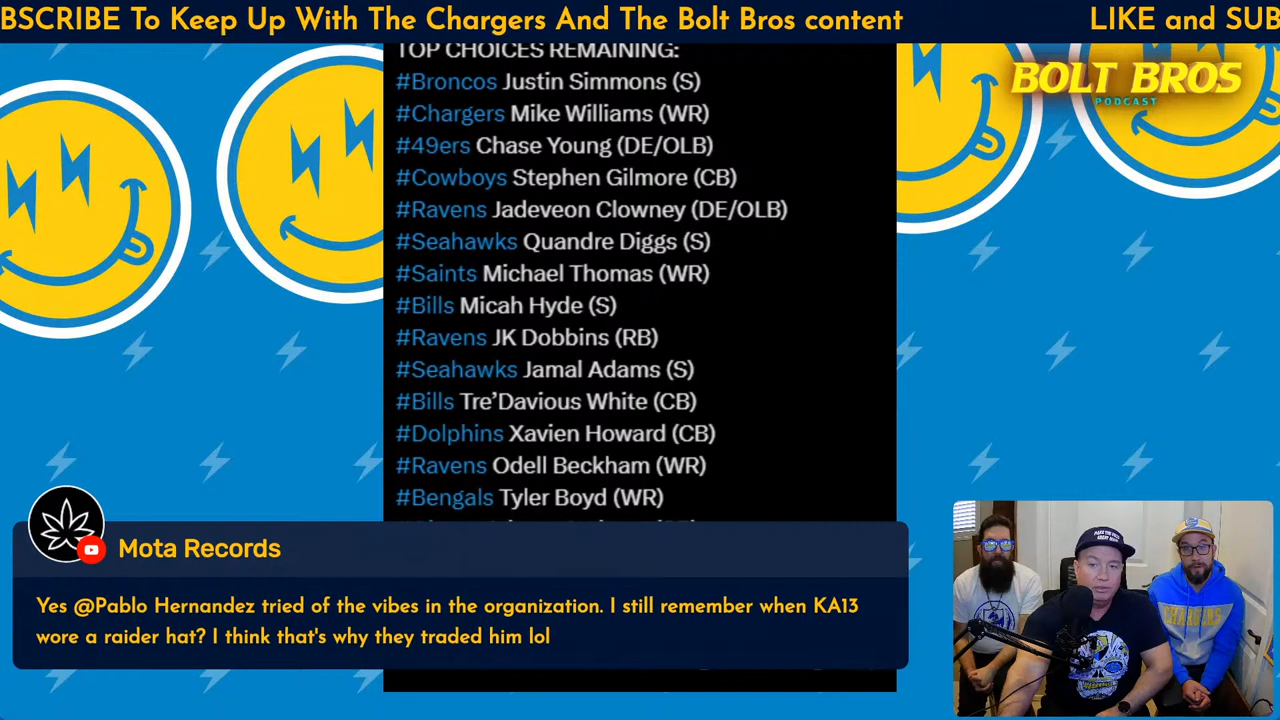 BSCRIBE To Keep Up With The Chargers And The Bolt Bros content LIKE and SUB
TOP CHOICES REMAINING:
#Broncos Justin Simmons (S)
#Chargers Mike Williams (WR)
#49ers Chase Young (DE/OLB)
#Cowboys Stephen Gilmore (CB)
#Ravens Jadeveon Clowney (DE/OLB)
#Seahawks Quandre Diggs (S)
#Saints Michael Thomas (WR)
#Bills Micah Hyde (S)
#Ravens JK Dobbins (RB)
#Seahawks Jamal Adams (S)
#Bills Tre’Davious White (CB)
#Dolphins Xavien Howard (CB)
#Ravens Odell Beckham (WR)
#Bengals Tyler Boyd (WR)
BOLT BROS
PODCAST
Mota Records
Yes @Pablo Hernandez tried of the vibes in the organization. I still remember when KA13
wore a raider hat? I think that's why they traded him lol
CHARGERS